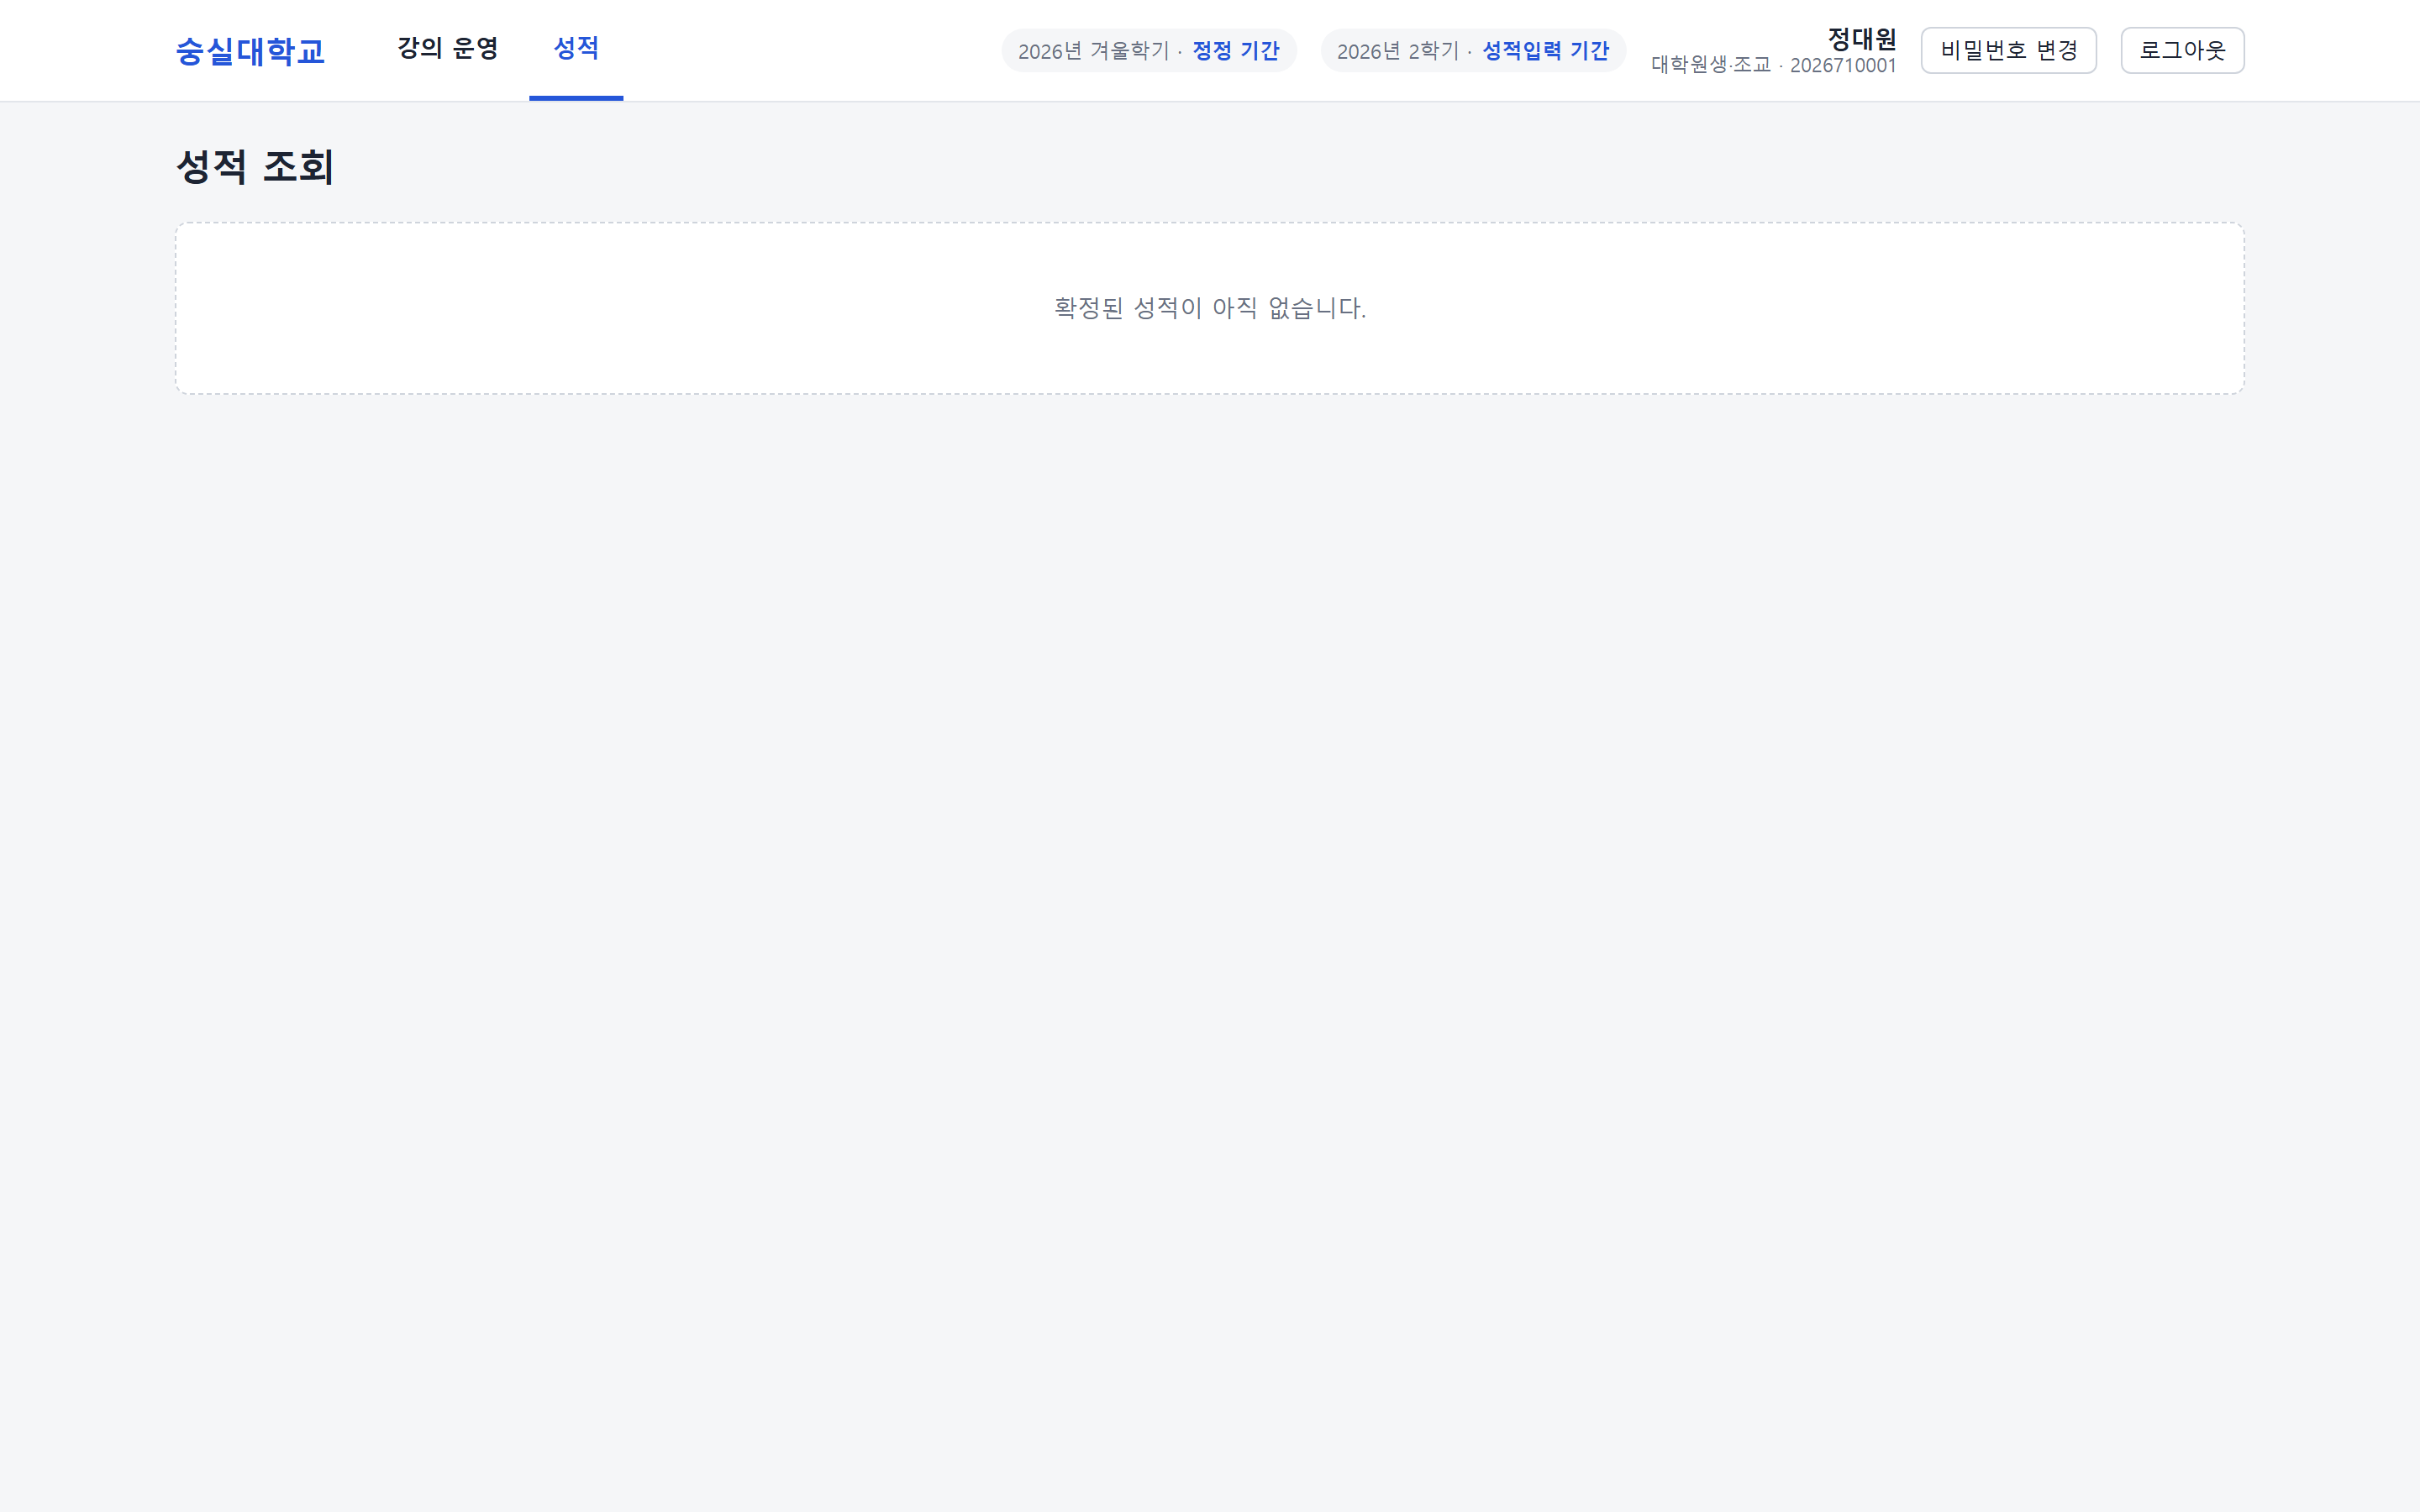 숭실대학교
강의 운영
성적
2026년 겨울학기 · 정정 기간
2026년 2학기 · 성적입력 기간
정대원
대학원생·조교 · 2026710001
비밀번호 변경
로그아웃
성적 조회
확정된 성적이 아직 없습니다.